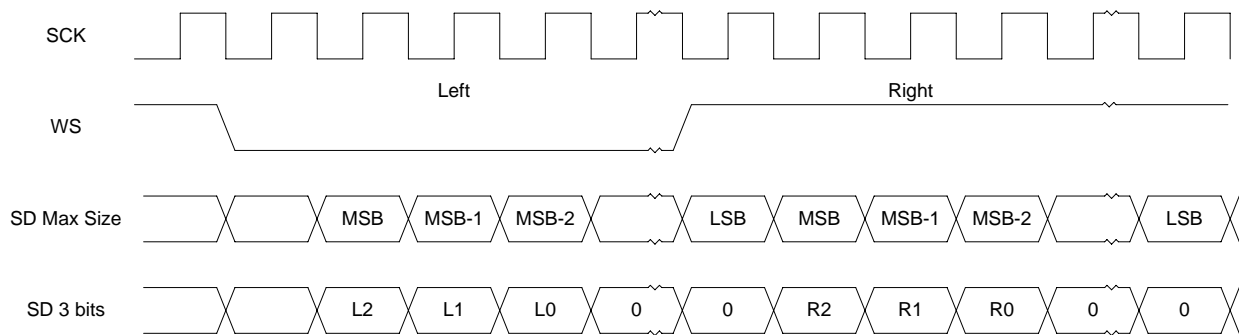 SCK
Left Right
WS
SD Max Size MSB MSB-1 MSB-2 LSB MSB MSB-1 MSB-2 LSB
SD 3 bits L2 L1 L0 0 0 R2 R1 R0 0 0